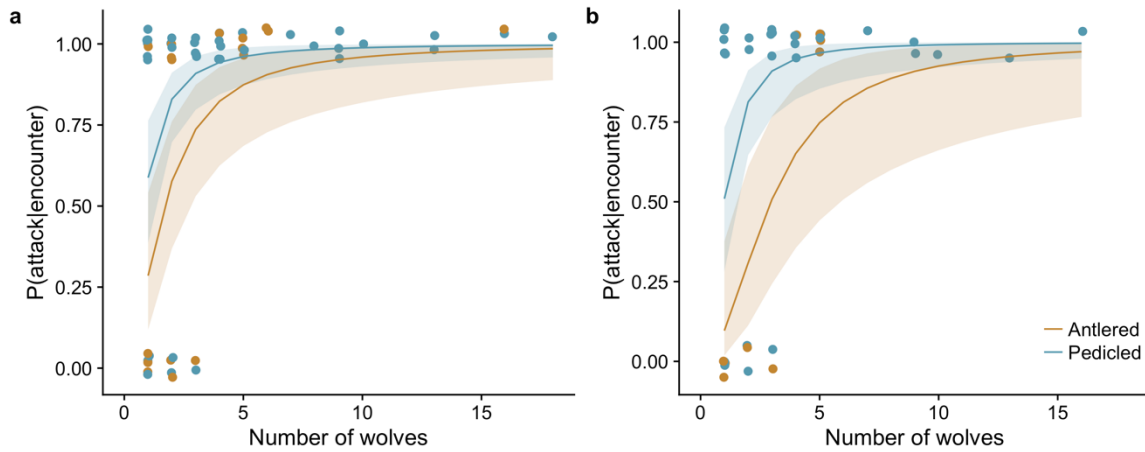 a
P(attack|encounter)
1.00
0.75
0.50
0.25
0.00
0
5
10
15
Number of wolves
b
P(attack|encounter)
1.00
0.75
0.50
0.25
0.00
0
5
10
15
Number of wolves
Antlered
Pedicled